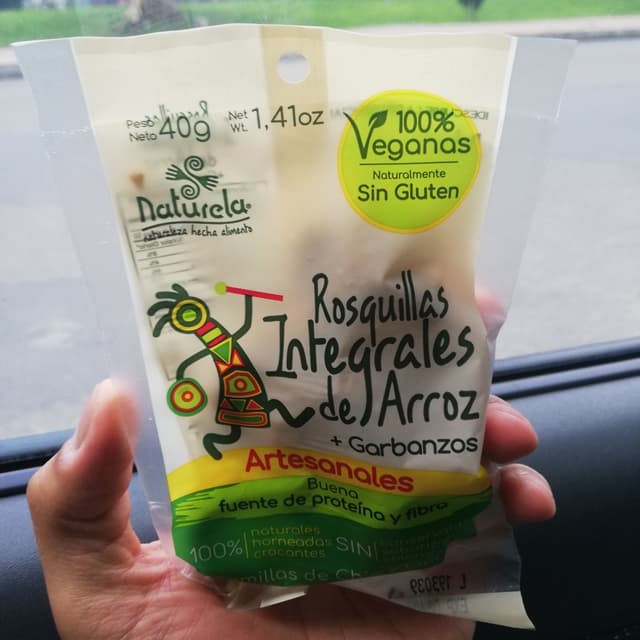 Peso Neto 40g Net Wt. 1,41oz
100%
Veganas
Naturalmente
Sin Gluten
Naturela
naturaleza hecha alimento
Rosquillas
Integrales
de Arroz
+ Garbanzos
Artesanales
Buena
fuente de proteína y fibra
100% naturales horneadas crocantes SIN
L 193039